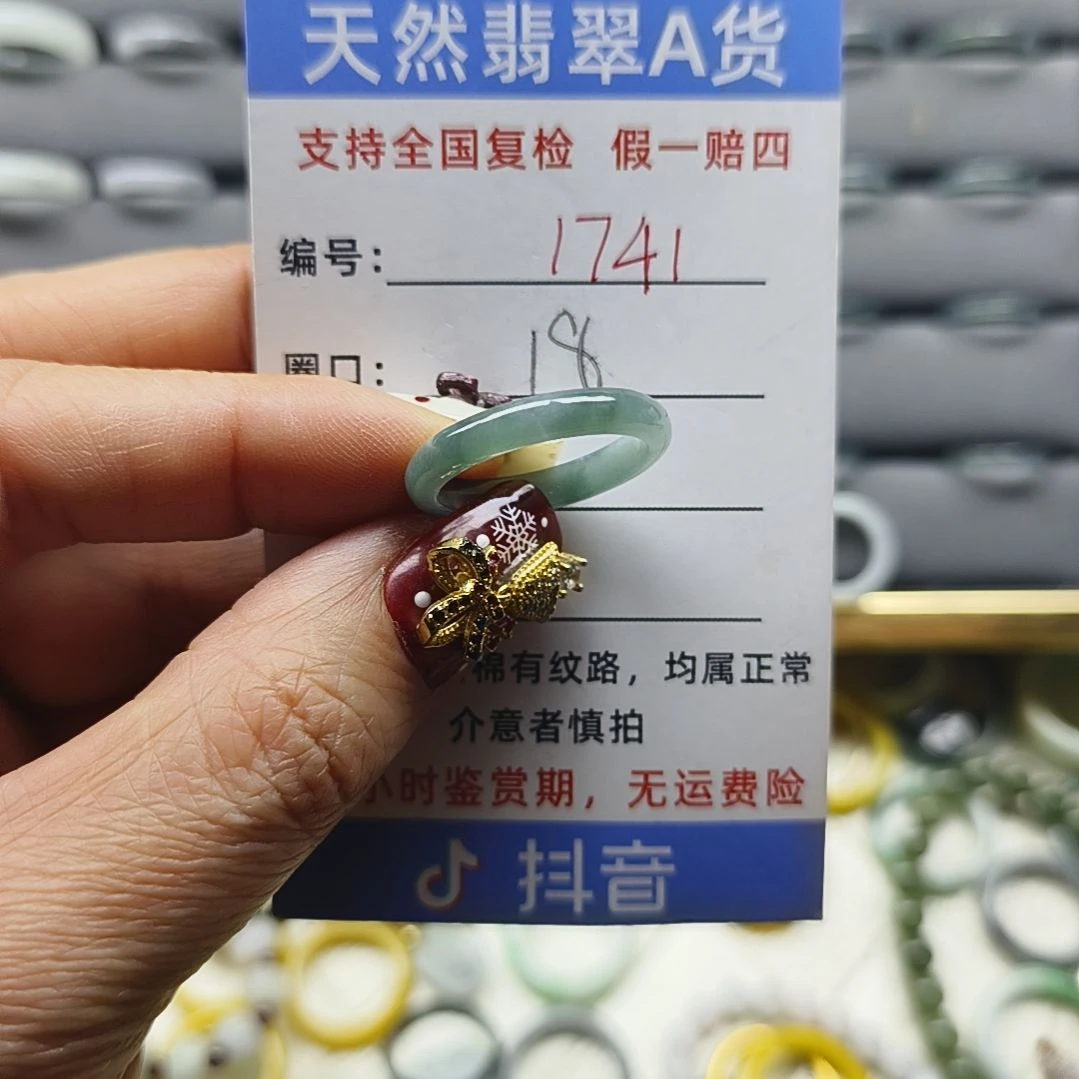 天然翡翠A货
支持全国复检 假一赔四
编号： 1741
圈口： 18
棉有纹路，均属正常
介意者慎拍
小时鉴赏期，无运费险
抖音